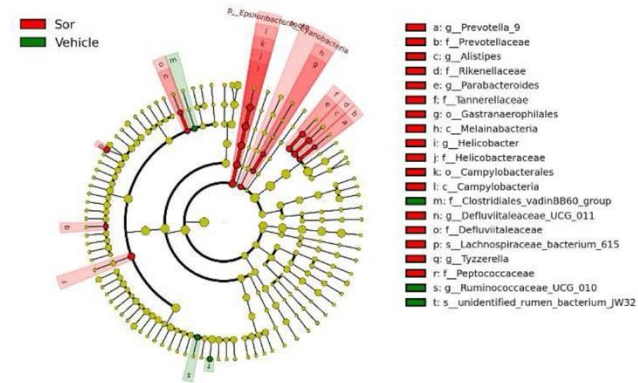 Sor
Vehicle
p__Epsilonbacteraeota
p__Cyanobacteria
l
k
j
i
h
g
f
d
b
e
c
a
o
n
m
q
r
s
t
a: g__Prevotella_9
b: f__Prevotellaceae
c: g__Alistipes
d: f__Rikenellaceae
e: g__Parabacteroides
f: f__Tannerellaceae
g: o__Gastranaerophilales
h: c__Melainabacteria
i: g__Helicobacter
j: f__Helicobacteraceae
k: o__Campylobacterales
l: c__Campylobacteria
m: f__Clostridiales_vadinBB60_group
n: g__Defluviitaleaceae_UCG_011
o: f__Defluviitaleaceae
p: s__Lachnospiraceae_bacterium_615
q: g__Tyzzerella
r: f__Peptococcaceae
s: g__Ruminococcaceae_UCG_010
t: s__unidentified_rumen_bacterium_JW32